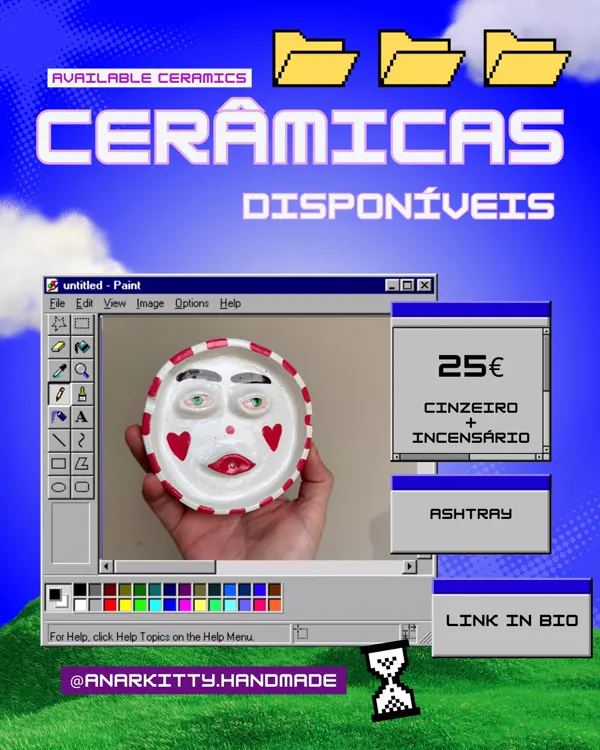 AVAILABLE CERAMICS
CERÂMICAS
DISPONÍVEIS
untitled - Paint
File Edit View Image Options Help
A
25€
CINZEIRO
+
INCENSÁRIO
ASHTRAY
LINK IN BIO
For Help, click Help Topics on the Help Menu.
@ANARKITTY.HANDMADE